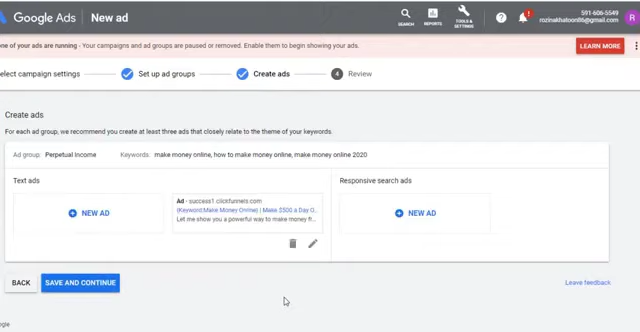 Google Ads New ad
SEARCH REPORTS TOOLS & SETTINGS
591-606-5549
R
one of your ads are running - Your campaigns and ad groups are paused or removed. Enable them to begin showing your ads. LEARN MORE
elect campaign settings Set up ad groups Create ads 4 Review
Create ads
For each ad group, we recommend you create at least three ads that closely relate to the theme of your keywords.
Ad group: Perpetual Income Keywords: make money online, how to make money online, make money online 2020
Text ads
Responsive search ads
NEW AD
Ad - success1.clickfunnels.com
{Keyword:Make Money Online} | Make $500 a Day O...
Let me show you a powerful way to make money fi...
NEW AD
BACK SAVE AND CONTINUE
Leave feedback
ogle